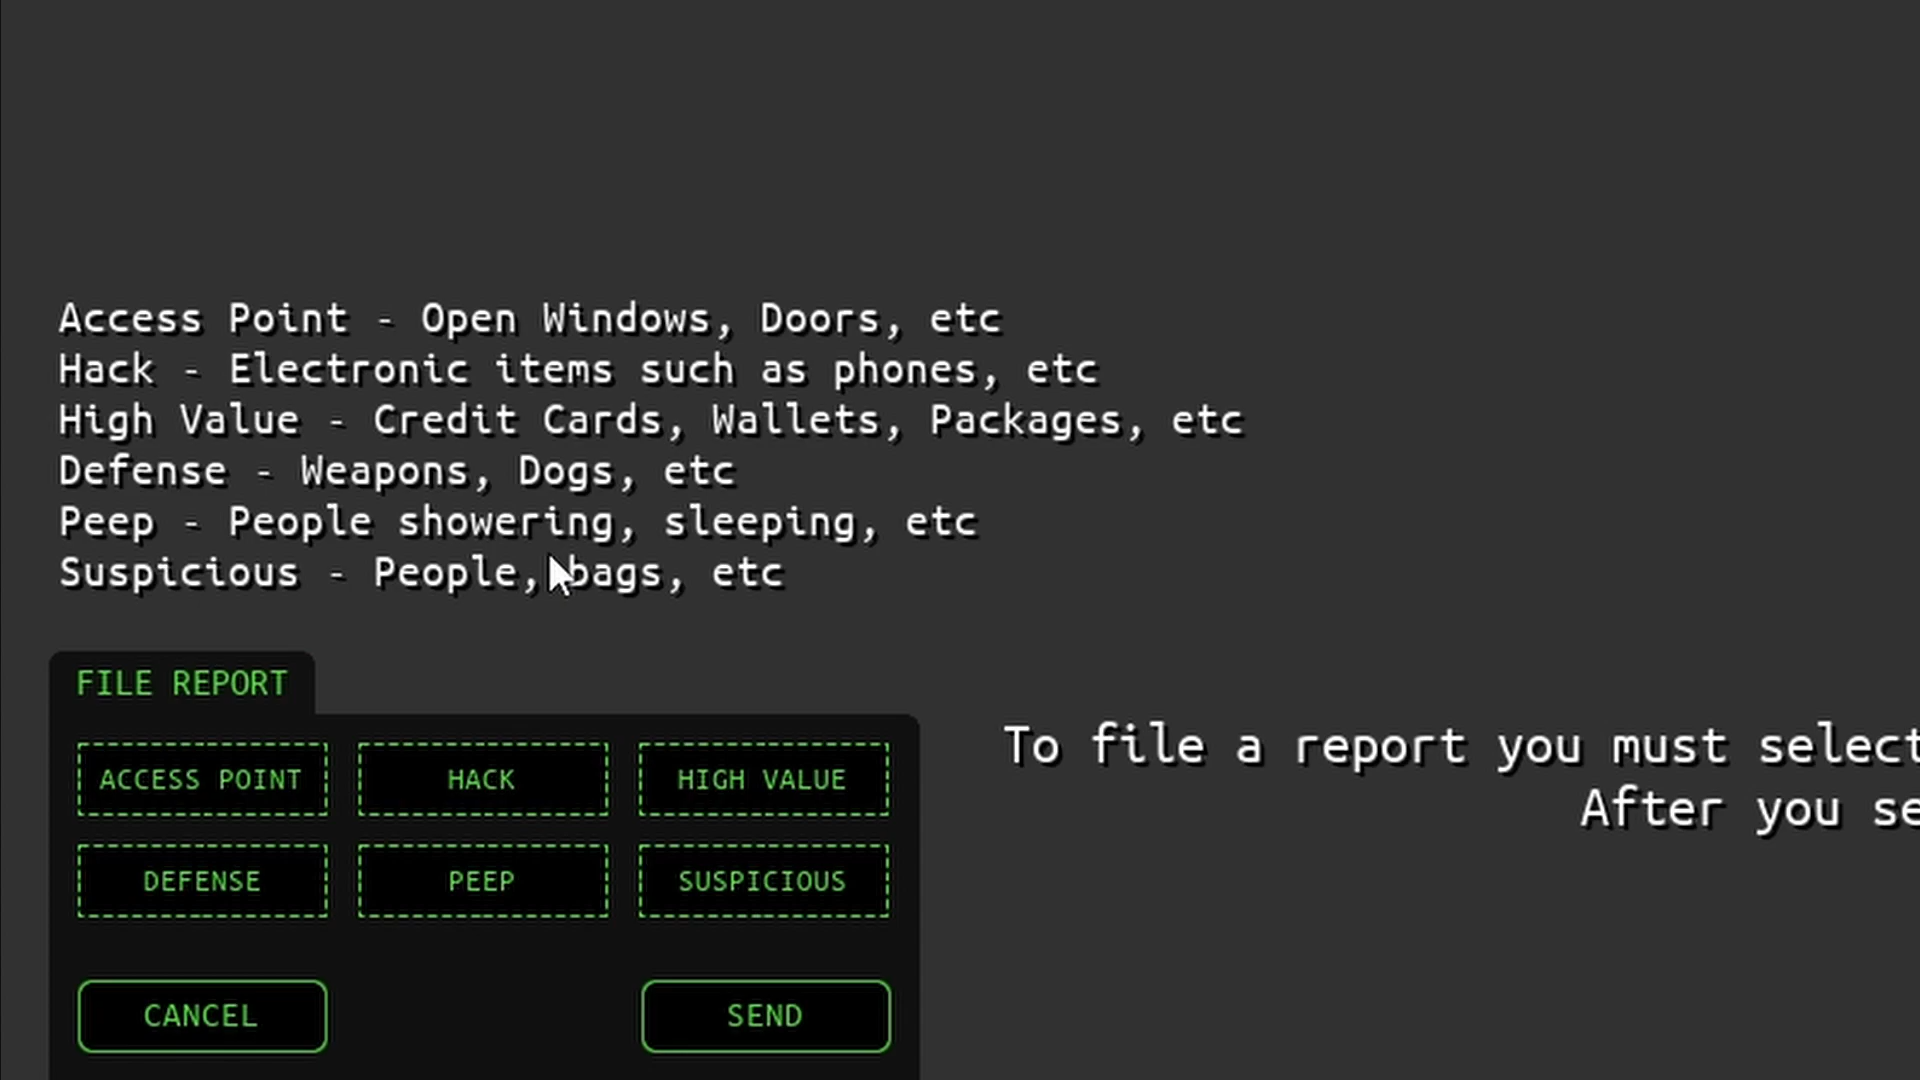 Access Point - Open Windows, Doors, etc
Hack - Electronic items such as phones, etc
High Value - Credit Cards, Wallets, Packages, etc
Defense - Weapons, Dogs, etc
Peep - People showering, sleeping, etc
Suspicious - People, bags, etc
FILE REPORT
ACCESS POINT HACK HIGH VALUE
DEFENSE PEEP SUSPICIOUS
CANCEL SEND
To file a report you must select
After you se